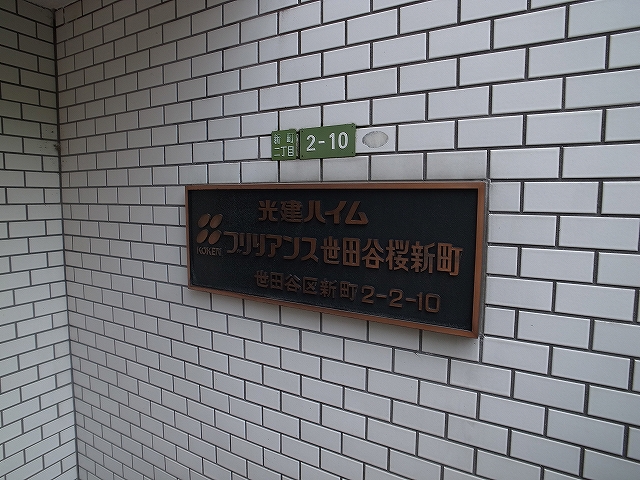 新町
二丁目
2-10
光建ハイム
KOKEN
フリリアンス世田谷桜新町
世田谷区新町2-2-10